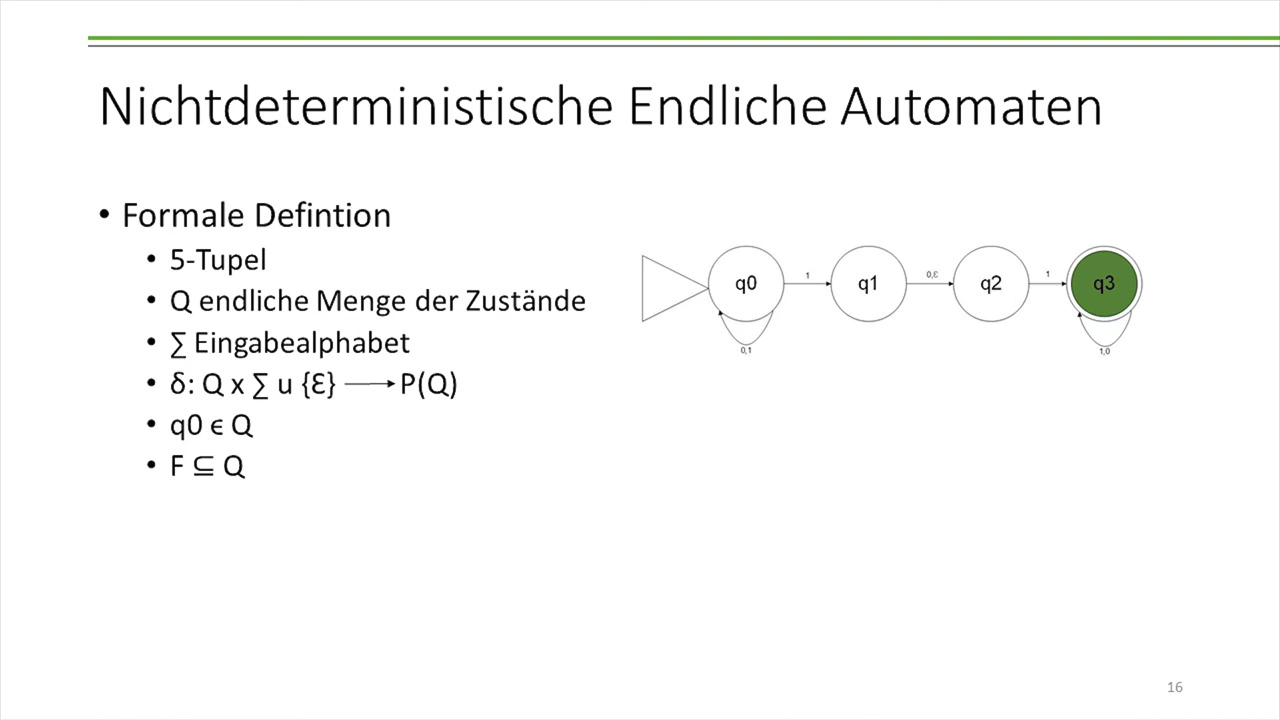 Nichtdeterministische Endliche Automaten
• Formale Defintion
• 5-Tupel
• Q endliche Menge der Zustände
• ∑ Eingabealphabet
• δ: Q x ∑ u {Ɛ} ⟶ P(Q)
• q0 ϵ Q
• F ⊆ Q
q0 1 q1 0,Ɛ q2 1 q3
0,1 1,0
16